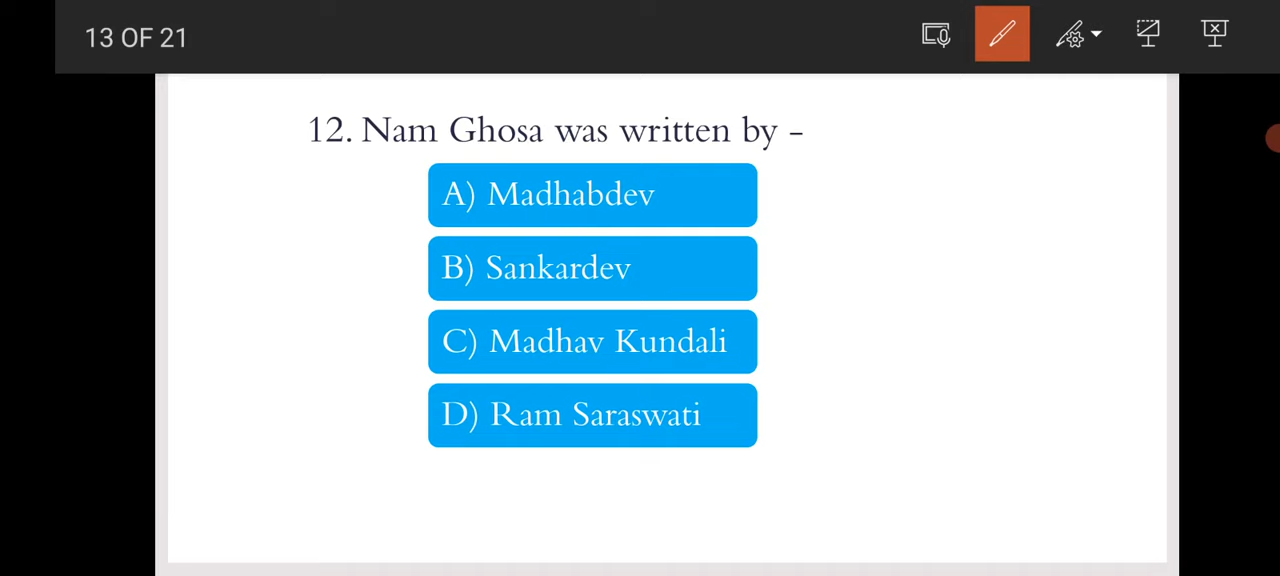 13 OF 21
12. Nam Ghosa was written by -
A) Madhabdev
B) Sankardev
C) Madhav Kundali
D) Ram Saraswati